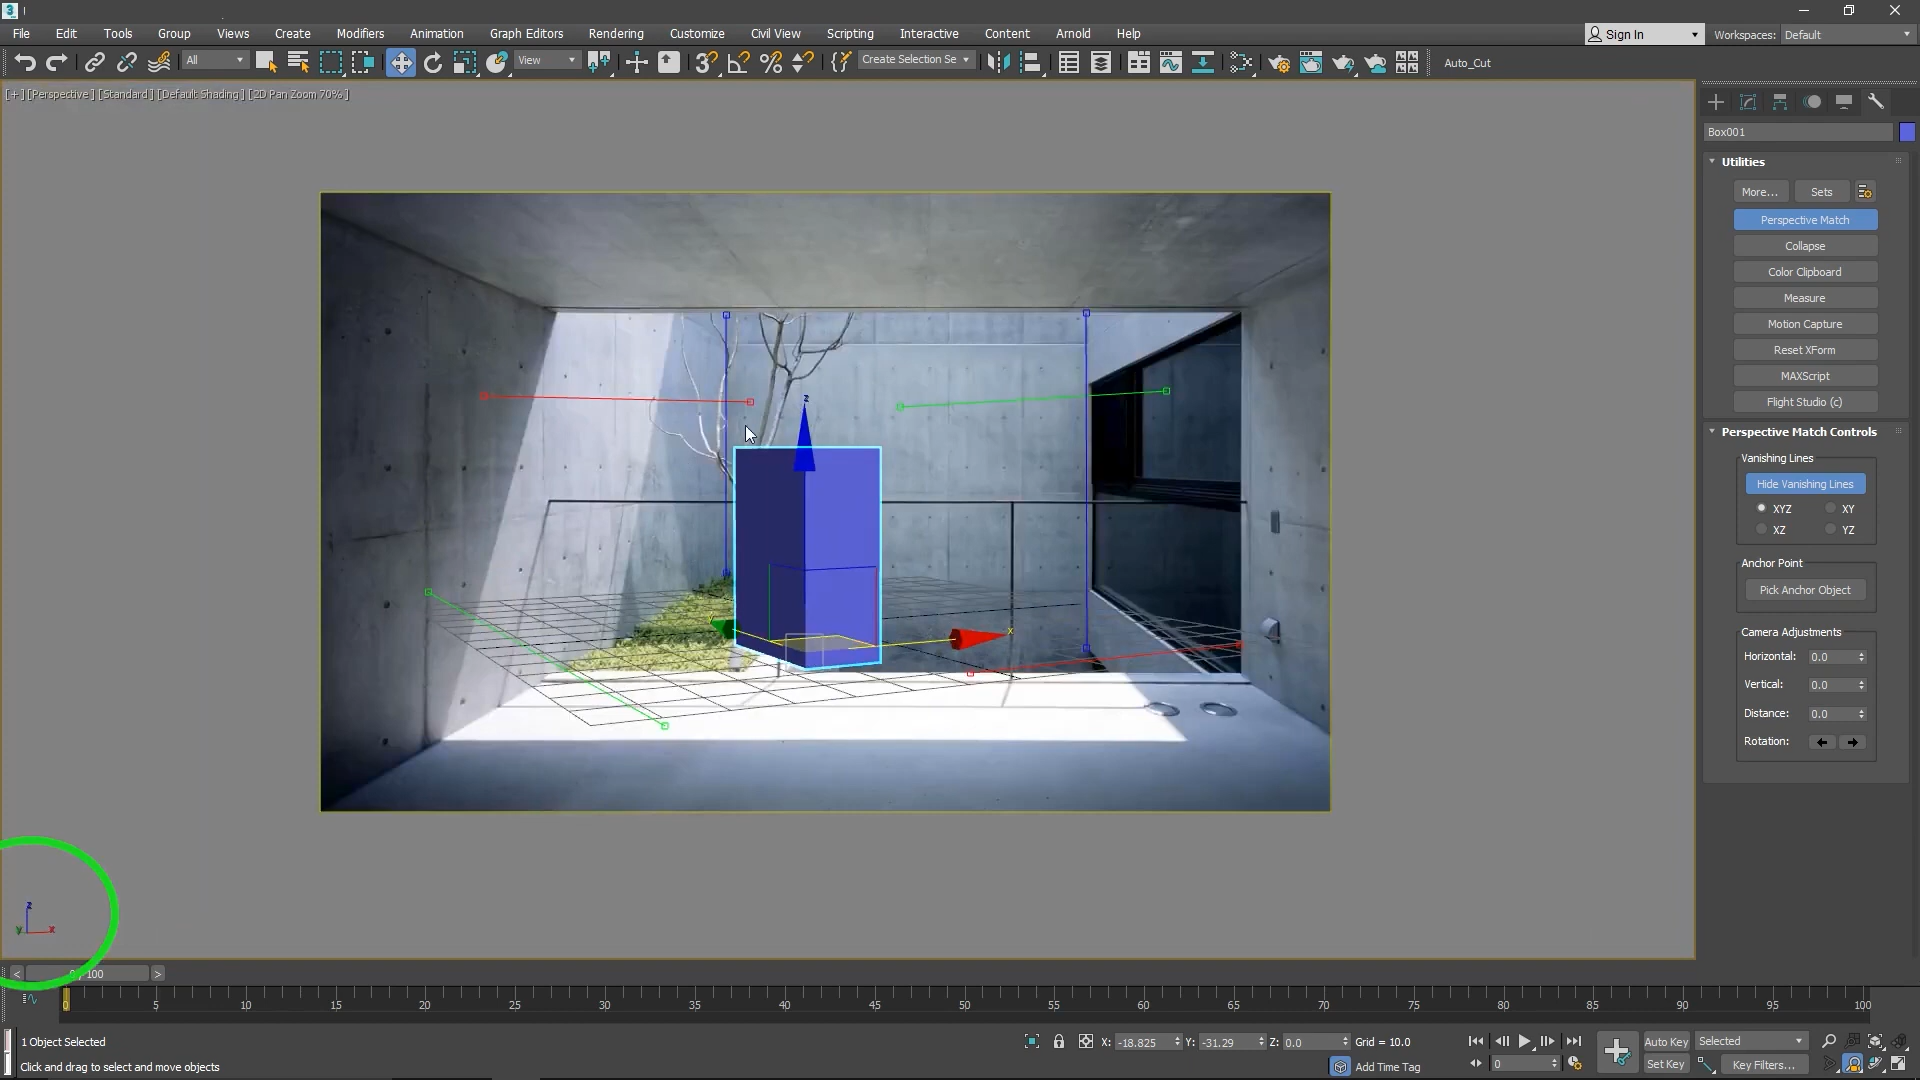 3
File Edit Tools Group Views Create Modifiers Animation Graph Editors Rendering Customize Civil View Scripting Interactive Content Arnold Help Sign In Workspaces: Default
All View Create Selection Se Auto_Cut
[+] [Perspective] [Standard] [Default Shading] [2D Pan Zoom 70%]
Box001
Utilities
More... Sets
Perspective Match
Collapse
Color Clipboard
Measure
Motion Capture
Reset XForm
MAXScript
Flight Studio (c)
Perspective Match Controls
Vanishing Lines
Hide Vanishing Lines
XYZ XY
XZ YZ
Anchor Point
Pick Anchor Object
Camera Adjustments
Horizontal: 0.0
Vertical: 0.0
Distance: 0.0
Rotation:
z
x
z
y x
< 0 / 100 >
0 5 10 15 20 25 30 35 40 45 50 55 60 65 70 75 80 85 90 95 100
1 Object Selected X: -18.825 Y: -31.29 Z: 0.0 Grid = 10.0 Auto Key Selected
Click and drag to select and move objects Add Time Tag 0 Set Key Key Filters...